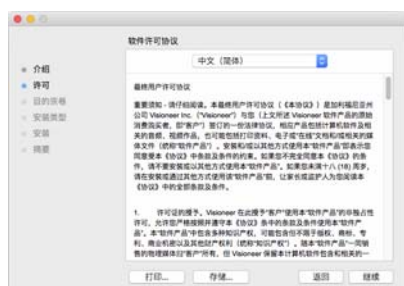 软件许可协议
中文（简体）
介绍
许可
目的宗卷
安装类型
安装
摘要
最终用户许可协议
重要须知 - 请仔细阅读。本最终用户许可协议（《本协议》）是加利福尼亚州
公司 Visioneer Inc.（"Visioneer"）与您（上文所述 Visioneer 软件产品的原始
消费购买者，即"客户"）签订的一份法律协议，相应产品包括计算机软件及相
关的音频、视频作品，也可能包括打印资料、电子或"在线"文档和/或相关的媒
体文件（统称"软件产品"）。安装和/或以其他方式使用本"软件产品"即表示您
同意受本《协议》中条款及条件的约束。如果您不完全同意本《协议》的条
件，请不要安装或以其他方式使用本"软件产品"。如果您未满十八 (18) 周岁，
请在安装或通过其他方式使用该"软件产品"前，让家长或监护人为您阅读本
《协议》中的全部条款及条件。
1. 许可证的授予。Visioneer 在此授予"客户"使用本"软件产品"的非独占性
许可，允许您严格按照并遵守本《协议》条中的条款及条件使用本"软件产
品"。本"软件产品"中包含多种知识产权，可能包含但不限于版权、商标、专
利、商业机密以及其他财产权利（统称"知识产权"）。随本"软件产品"一同销
售的物理媒体归"客户"所有，但 Visioneer 保留本计算机软件包含和相关的一
打印...
存储...
返回
继续